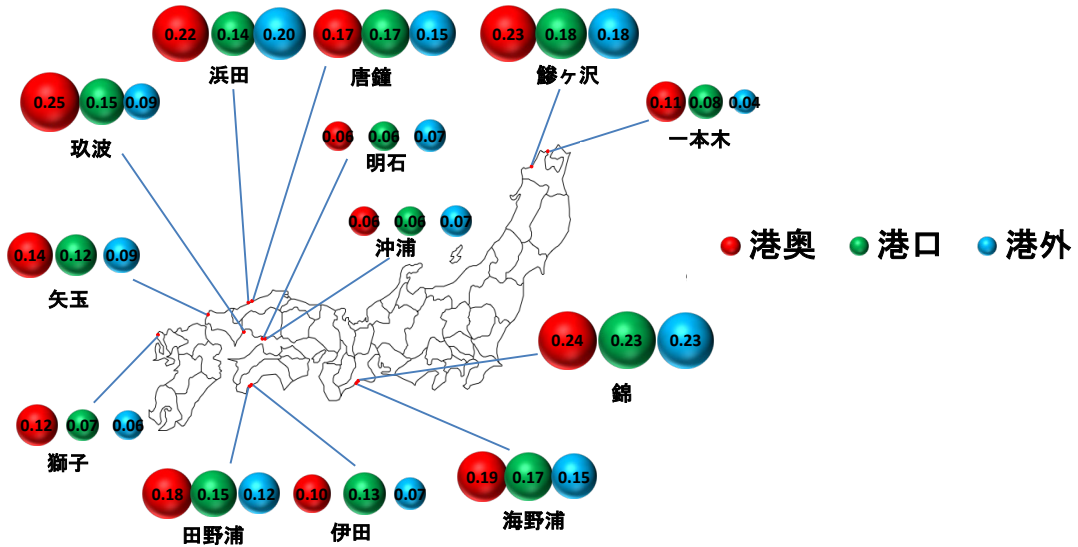 0.22 0.14 0.20
浜田
0.17 0.17 0.15
唐鐘
0.23 0.18 0.18
鰺ヶ沢
0.11 0.08 0.04
一本木
0.25 0.15 0.09
玖波
0.06 0.06 0.07
明石
0.06 0.06 0.07
沖浦
港奥 港口 港外
0.14 0.12 0.09
矢玉
0.24 0.23 0.23
錦
0.12 0.07 0.06
獅子
0.18 0.15 0.12
田野浦
0.10 0.13 0.07
伊田
0.19 0.17 0.15
海野浦